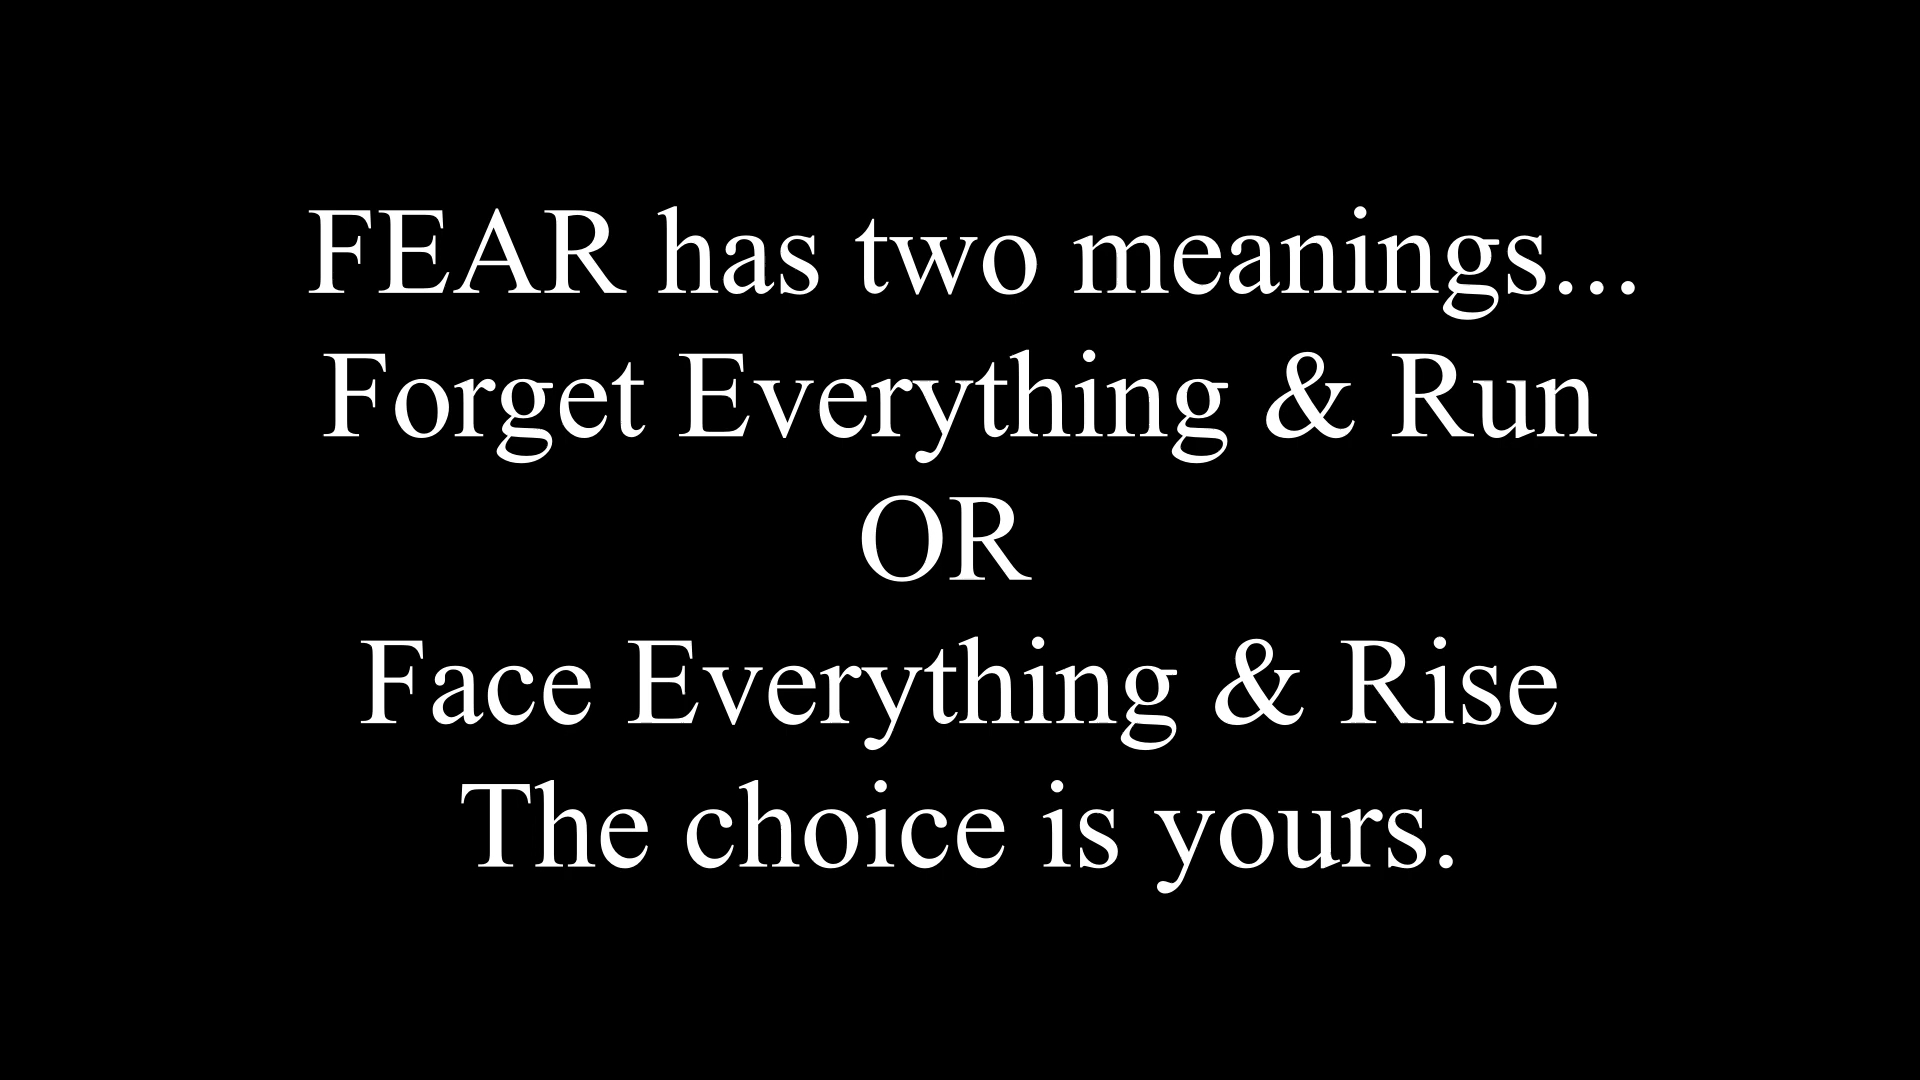 FEAR has two meanings...
Forget Everything & Run
OR
Face Everything & Rise
The choice is yours.